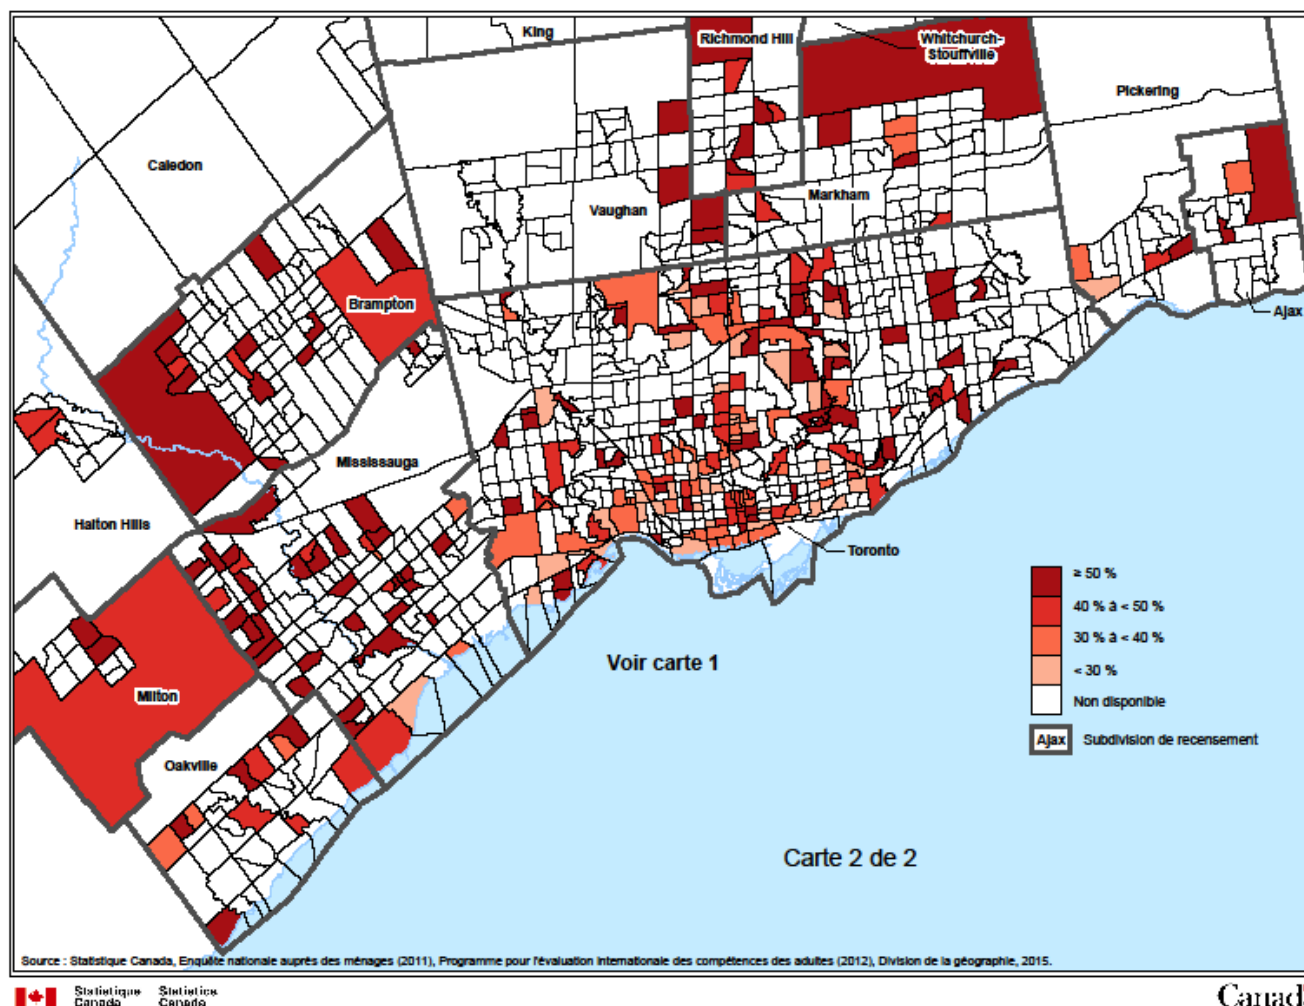 King
Richmond Hill
Whitchurch-
Stouffville
Pickering
Caledon
Vaughan
Markham
Brampton
Ajax
Mississauga
Halton Hills
Toronto
≥ 50 %
40 % à < 50 %
30 % à < 40 %
< 30 %
Non disponible
Ajax Subdivision de recensement
Voir carte 1
Milton
Oakville
Carte 2 de 2
Source : Statistique Canada, Enquête nationale auprès des ménages (2011), Programme pour l'évaluation internationale des compétences des adultes (2012), Division de la géographie, 2015.
Statistique Statistics
Canada Canada
Canad